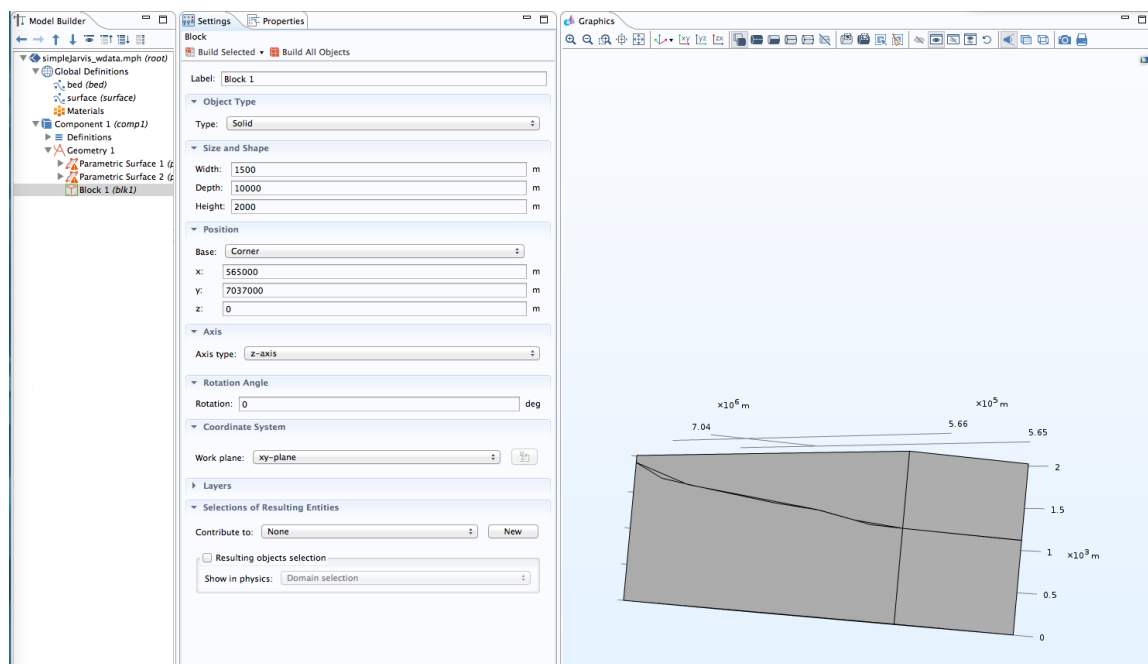 Model Builder
simpleJarvis_wdata.mph (root)
Global Definitions
bed (bed)
surface (surface)
Materials
Component 1 (comp1)
Definitions
Geometry 1
Parametric Surface 1 (p
Parametric Surface 2 (p
Block 1 (blk1)
Settings Properties
Block
Build Selected Build All Objects
Label: Block 1
Object Type
Type: Solid
Size and Shape
Width: 1500 m
Depth: 10000 m
Height: 2000 m
Position
Base: Corner
x: 565000 m
y: 7037000 m
z: 0 m
Axis
Axis type: z-axis
Rotation Angle
Rotation: 0 deg
Coordinate System
Work plane: xy-plane
Layers
Selections of Resulting Entities
Contribute to: None New
Resulting objects selection
Show in physics: Domain selection
Graphics
xy yz zx
×10⁶ m ×10⁵ m
7.04 5.66 5.65
2
1.5
1 ×10³ m
0.5
0